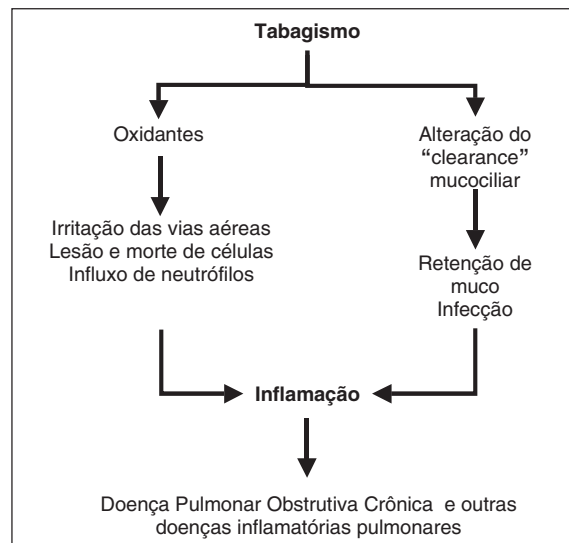 Tabagismo
Oxidantes
Irritação das vias aéreas
Lesão e morte de células
Influxo de neutrófilos
Alteração do
“clearance”
mucociliar
Retenção de
muco
Infecção
Inflamação
Doença Pulmonar Obstrutiva Crônica e outras
doenças inflamatórias pulmonares